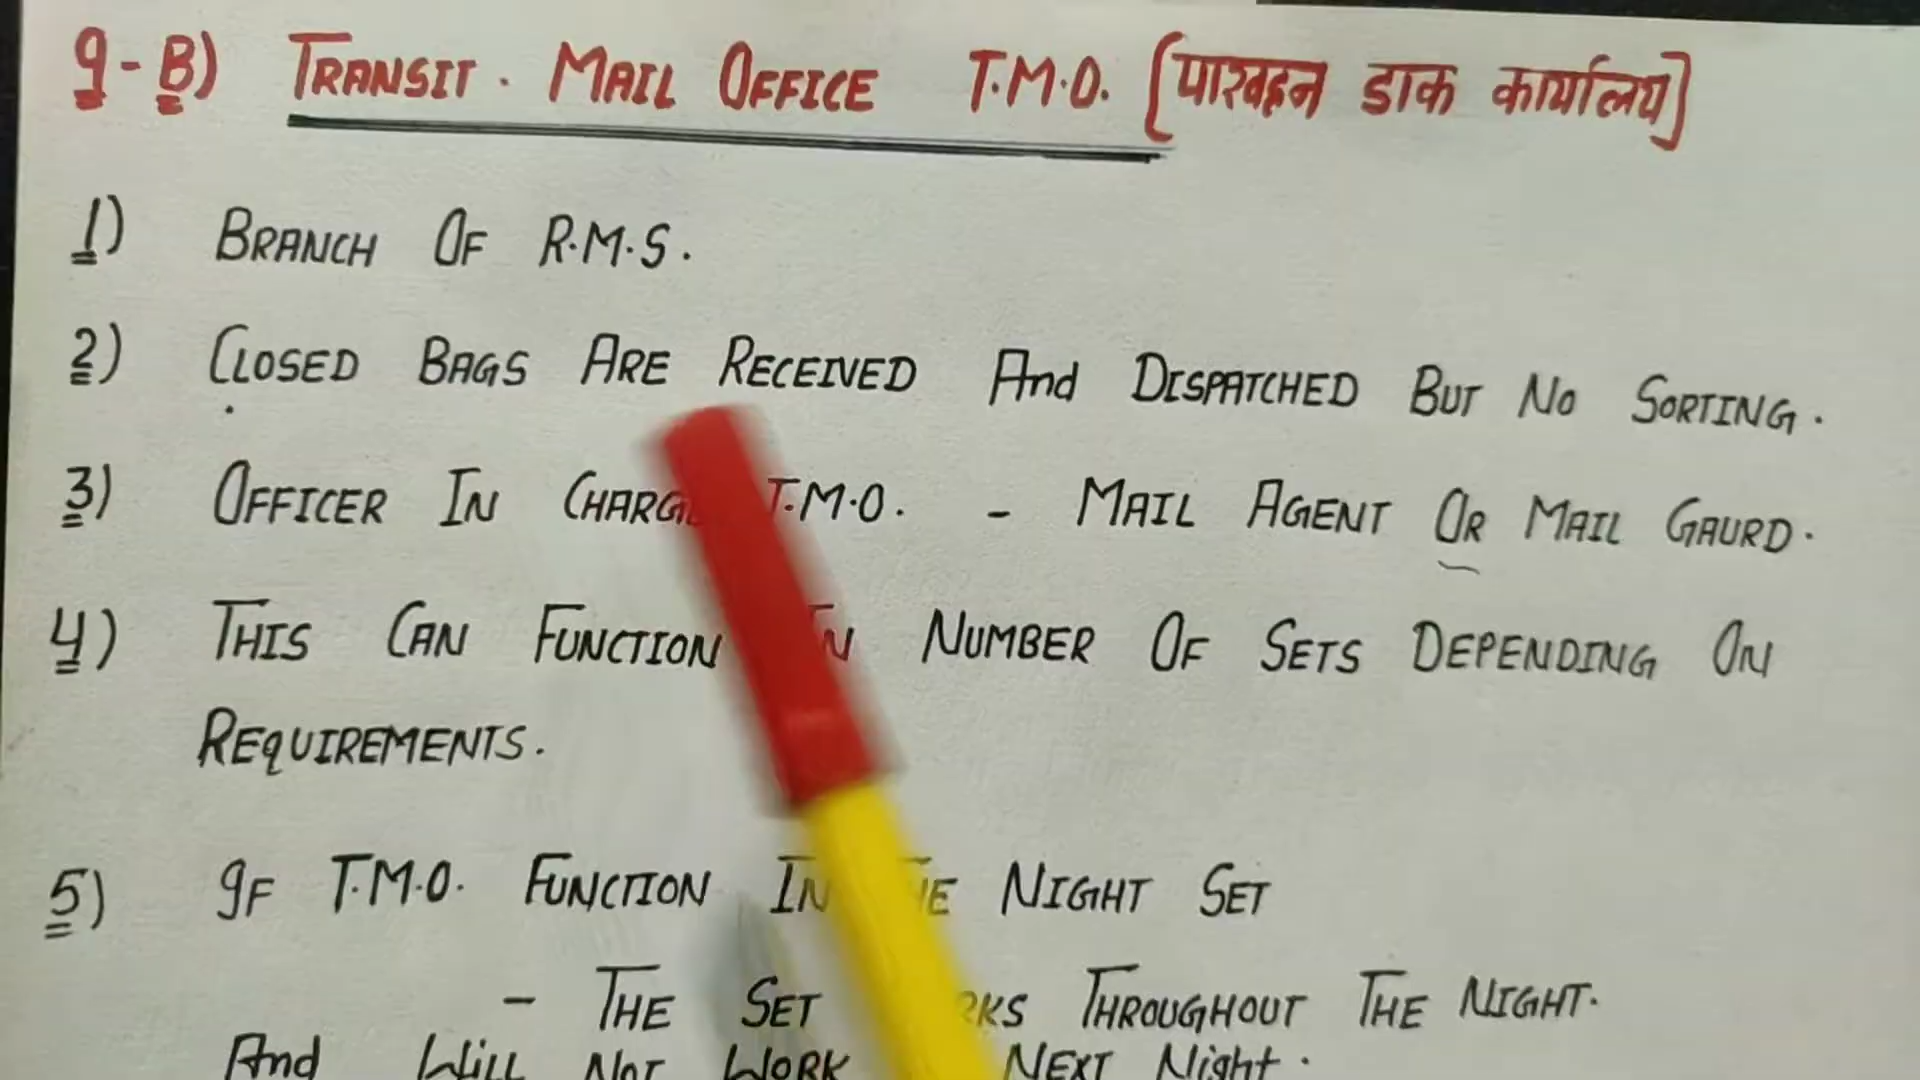 9-B) TRANSIT. MAIL OFFICE T.M.O. [पारवहन डाक कार्यालय]
1) BRANCH OF R.M.S.
2) CLOSED BAGS ARE RECEIVED And DISPATCHED BUT NO SORTING.
3) OFFICER IN T.M.O. - MAIL AGENT OR MAIL GAURD.
4) THIS CAN FUNCTION IN NUMBER OF SETS DEPENDING ON
REQUIREMENTS.
5) IF T.M.O. FUNCTION IN NIGHT SET
- THE SET THROUGHOUT THE NIGHT.
And WILL NOT WORK NEXT Night.